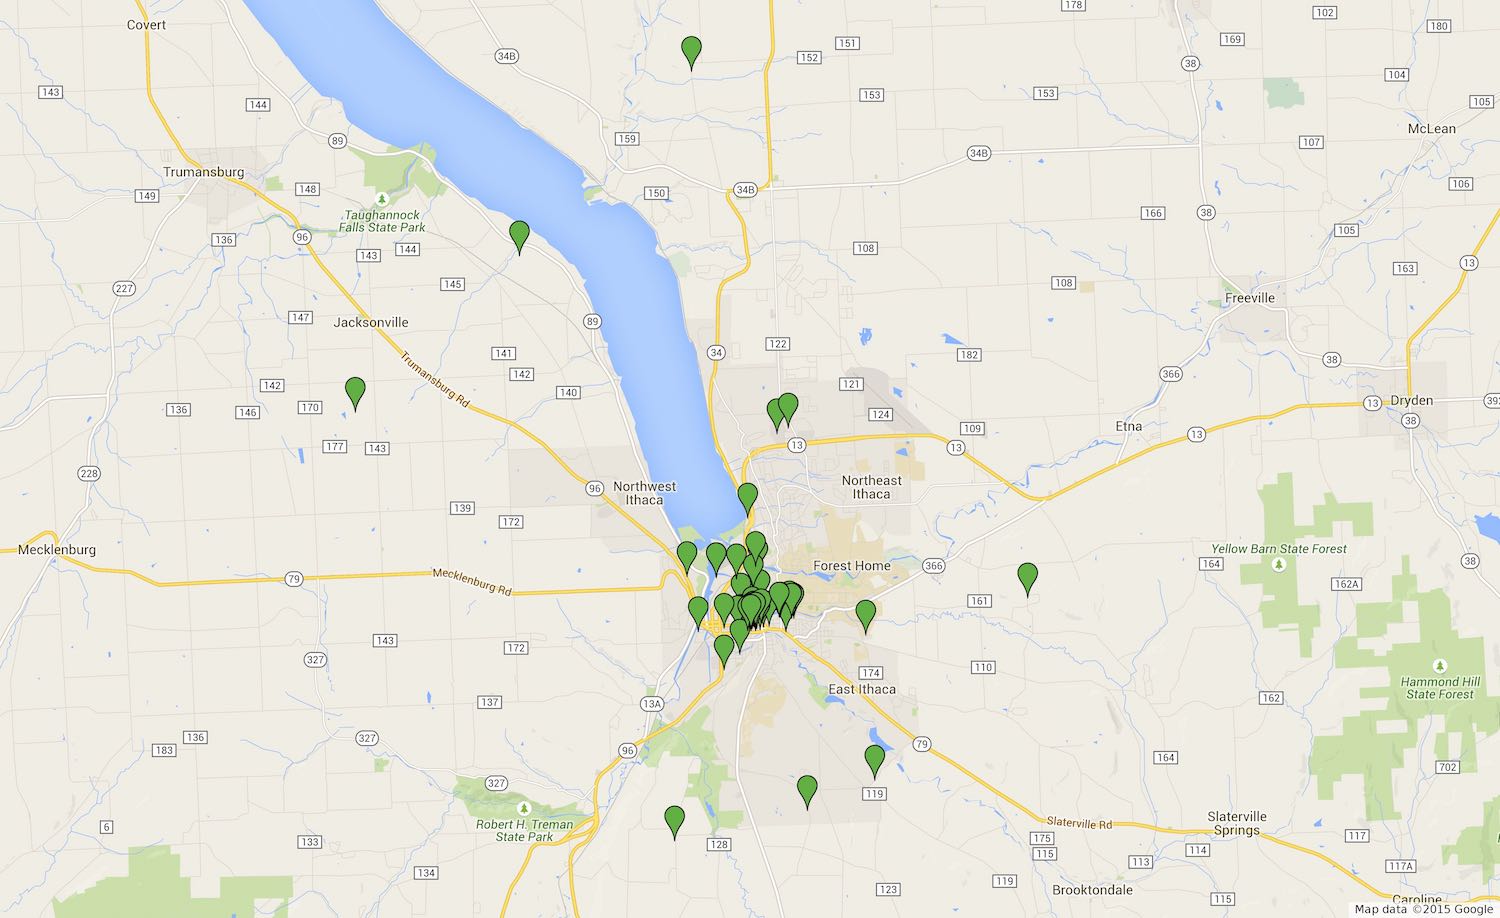 Covert
178
102
180
34B
151
169
152
38
104
143
153
153
105
144
McLean
159
89
107
34B
Trumansburg
106
148
34B
149
150
Taughannock
Falls State Park
166
38
105
136
96
144
108
143
163
13
145
108
227
Freeville
147
Jacksonville
89
122
34
141
182
38
142
366
142
Trumansburg Rd
121
140
136
146
170
124
13
Dryden
392
38
Etna
109
13
177
143
13
13
228
Northeast
Ithaca
Northwest
Ithaca
96
139
172
Mecklenburg
Yellow Barn State Forest
38
164
Forest Home
366
79
Mecklenburg Rd
162A
161
143
172
327
110
174
Hammond Hill
State Forest
East Ithaca
162
137
13A
136
327
183
96
79
164
702
327
119
Robert H. Treman
State Park
Slaterville Rd
Slaterville
Springs
6
133
128
175
117
115
114
113
117A
134
119
123
Brooktondale
115
Caroline
Map data ©2015 Google